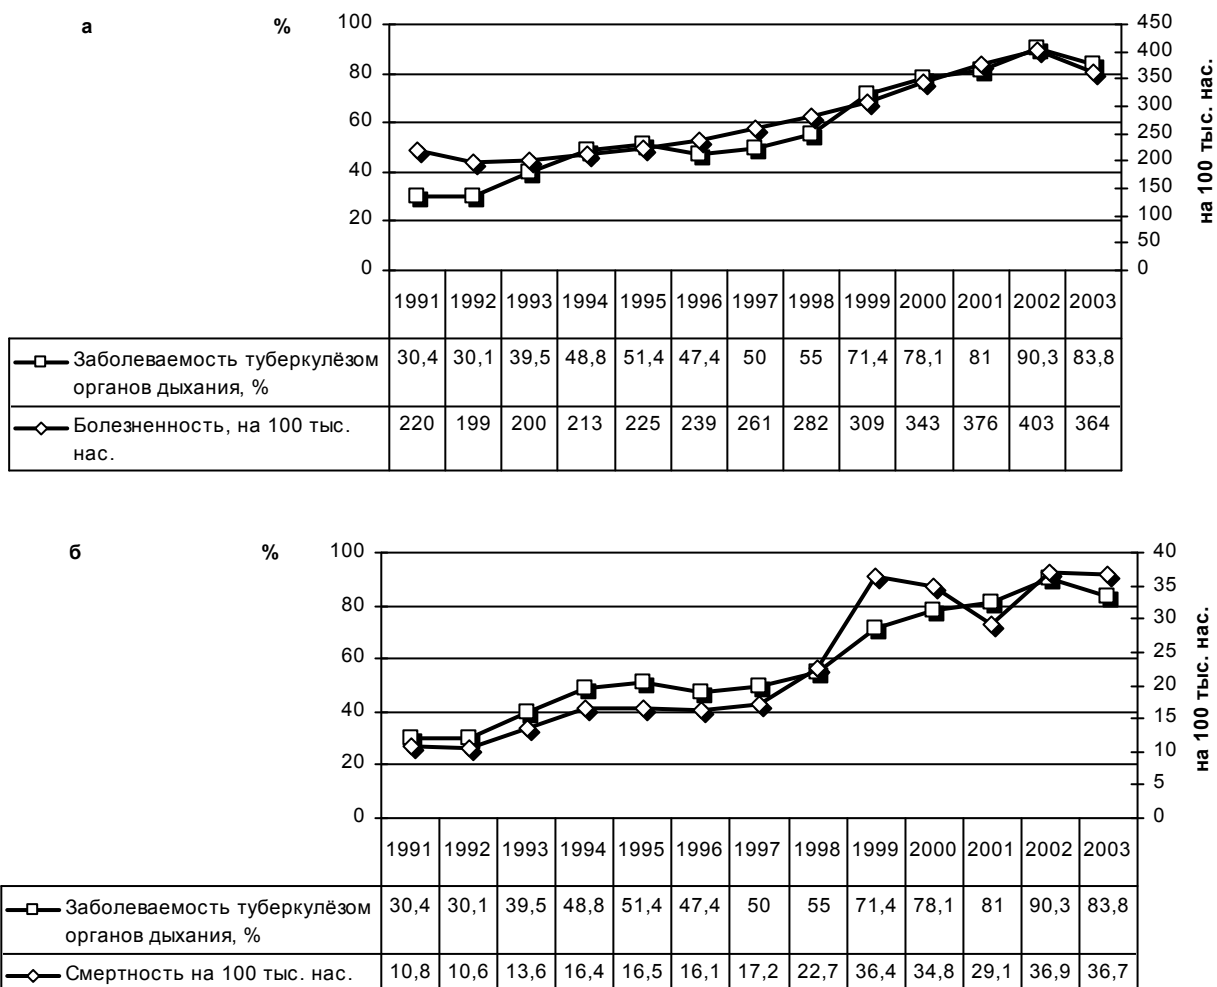 а
%
100
80
60
40
20
0
450
400
350
300
250
200
150
100
50
0
на 100 тыс. нас.
1991 1992 1993 1994 1995 1996 1997 1998 1999 2000 2001 2002 2003
Заболеваемость туберкулёзом 30,4 30,1 39,5 48,8 51,4 47,4 50 55 71,4 78,1 81 90,3 83,8
органов дыхания, %
Болезненность, на 100 тыс. 220 199 200 213 225 239 261 282 309 343 376 403 364
нас.
б
%
100
80
60
40
20
0
40
35
30
25
20
15
10
5
0
на 100 тыс. нас.
1991 1992 1993 1994 1995 1996 1997 1998 1999 2000 2001 2002 2003
Заболеваемость туберкулёзом 30,4 30,1 39,5 48,8 51,4 47,4 50 55 71,4 78,1 81 90,3 83,8
органов дыхания, %
Смертность на 100 тыс. нас. 10,8 10,6 13,6 16,4 16,5 16,1 17,2 22,7 36,4 34,8 29,1 36,9 36,7